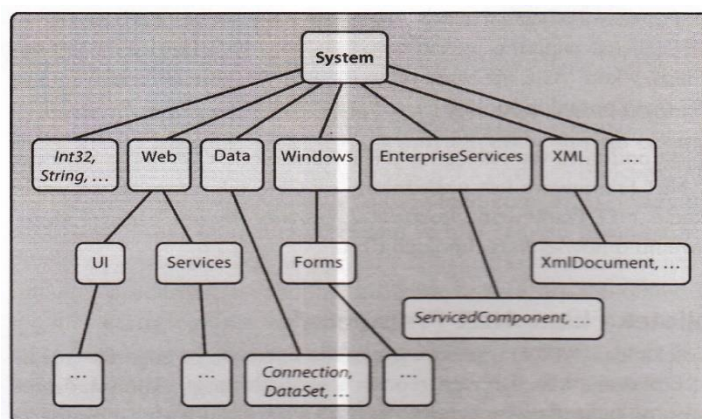 System
Int32,
String, ...
Web
Data
Windows
EnterpriseServices
XML
...
UI
Services
Forms
XmlDocument, ...
ServicedComponent, ...
...
...
Connection,
DataSet, ...
...